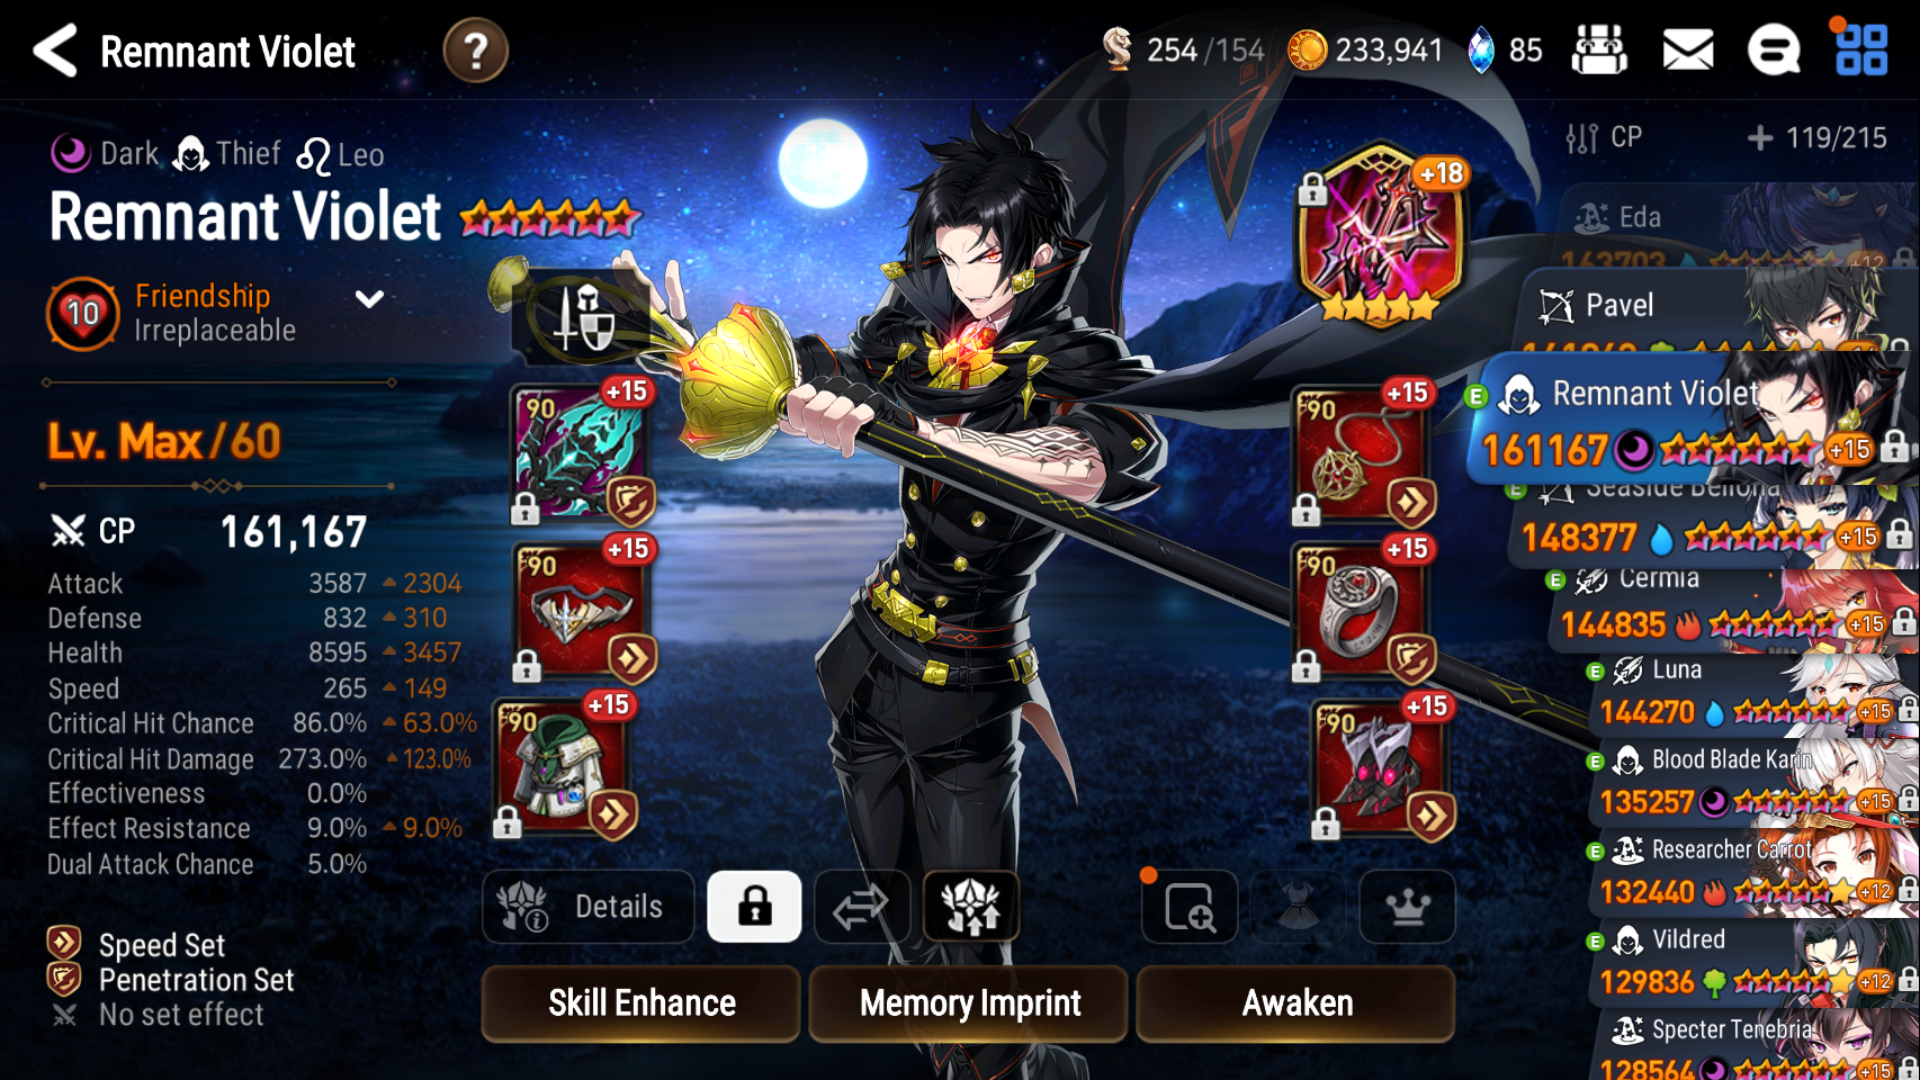 Remnant Violet
?
254/154
233,941
85
Dark
Thief
Leo
Remnant Violet
10
Friendship
Irreplaceable
Lv. Max/60
CP
161,167
Attack 3587 2304
Defense 832 310
Health 8595 3457
Speed 265 149
Critical Hit Chance 86.0% 63.0%
Critical Hit Damage 273.0% 123.0%
Effectiveness 0.0%
Effect Resistance 9.0% 9.0%
Dual Attack Chance 5.0%
Speed Set
Penetration Set
No set effect
90 +15
90 +15
90 +15
+18
90 +15
90 +15
90 +15
Details
Skill Enhance
Memory Imprint
Awaken
CP
119/215
Eda
163703 +12
Pavel
E Remnant Violet
161167 +15
E Seaside Bellona
148377 +15
E Cermia
144835 +15
E Luna
144270 +15
E Blood Blade Karin
135257 +15
E Researcher Carrot
132440 +12
E Vildred
129836 +12
Specter Tenebria
128564 +15